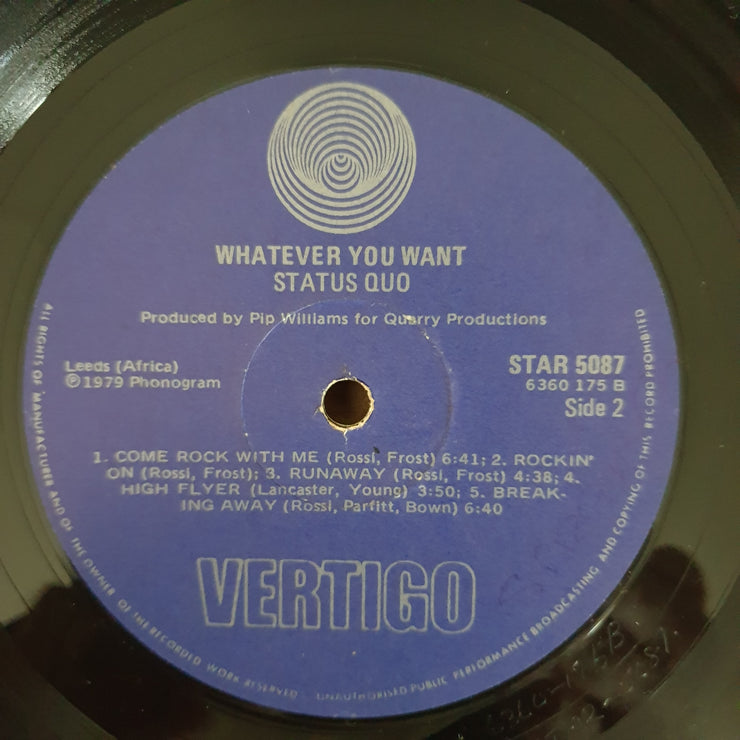 WHATEVER YOU WANT
STATUS QUO
Produced by Pip Williams for Quarry Productions
Leeds (Africa)
℗ 1979 Phonogram
STAR 5087
6360 175 B
Side 2
1. COME ROCK WITH ME (Rossi, Frost) 6:41; 2. ROCKIN'
ON (Rossi, Frost); 3. RUNAWAY (Rossi, Frost) 4:38; 4.
HIGH FLYER (Lancaster, Young) 3:50; 5. BREAK-
ING AWAY (Rossi, Parfitt, Bown) 6:40
VERTIGO
ALL RIGHTS OF MANUFACTURER AND OF THE OWNER OF THE RECORDED WORK RESERVED UNAUTHORISED PUBLIC PERFORMANCE BROADCASTING AND COPYING OF THIS RECORD PROHIBITED